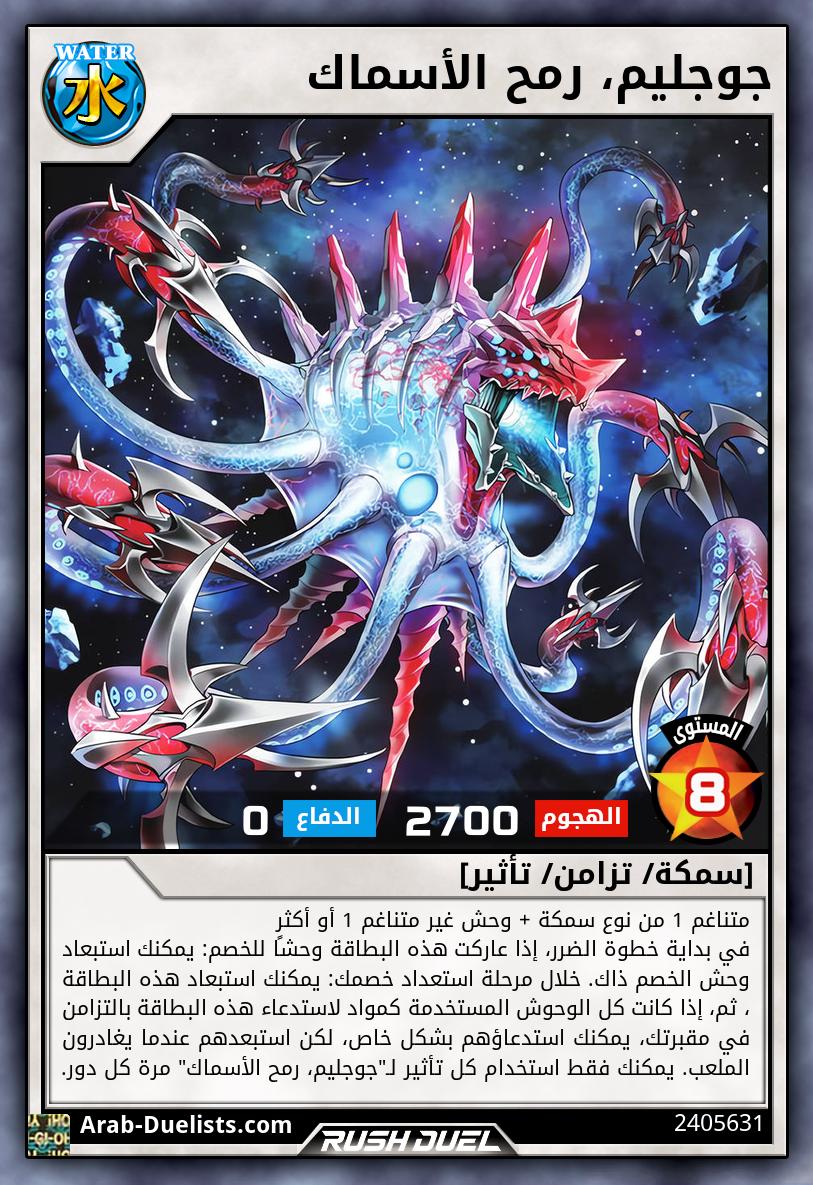 WATER
水
جوجليم، رمح الأسماك
المستوى
8
الهجوم 2700 الدفاع 0
[سمكة/ تزامن/ تأثير]
متناغم 1 من نوع سمكة + وحش غير متناغم 1 أو أكثر
في بداية خطوة الضرر، إذا عاركت هذه البطاقة وحشًا للخصم: يمكنك استبعاد
وحش الخصم ذاك. خلال مرحلة استعداد خصمك: يمكنك استبعاد هذه البطاقة
، ثم، إذا كانت كل الوحوش المستخدمة كمواد لاستدعاء هذه البطاقة بالتزامن
في مقبرتك، يمكنك استدعاؤهم بشكل خاص، لكن استبعدهم عندما يغادرون
الملعب. يمكنك فقط استخدام كل تأثير لـ"جوجليم، رمح الأسماك" مرة كل دور.
Arab-Duelists.com
RUSH DUEL
2405631